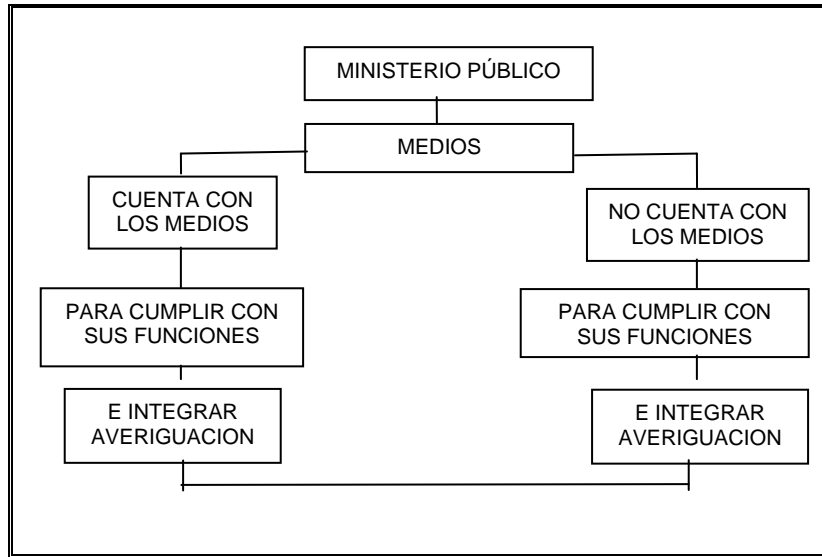 MINISTERIO PÚBLICO
MEDIOS
CUENTA CON
LOS MEDIOS
NO CUENTA CON
LOS MEDIOS
PARA CUMPLIR CON
SUS FUNCIONES
PARA CUMPLIR CON
SUS FUNCIONES
E INTEGRAR
AVERIGUACION
E INTEGRAR
AVERIGUACION